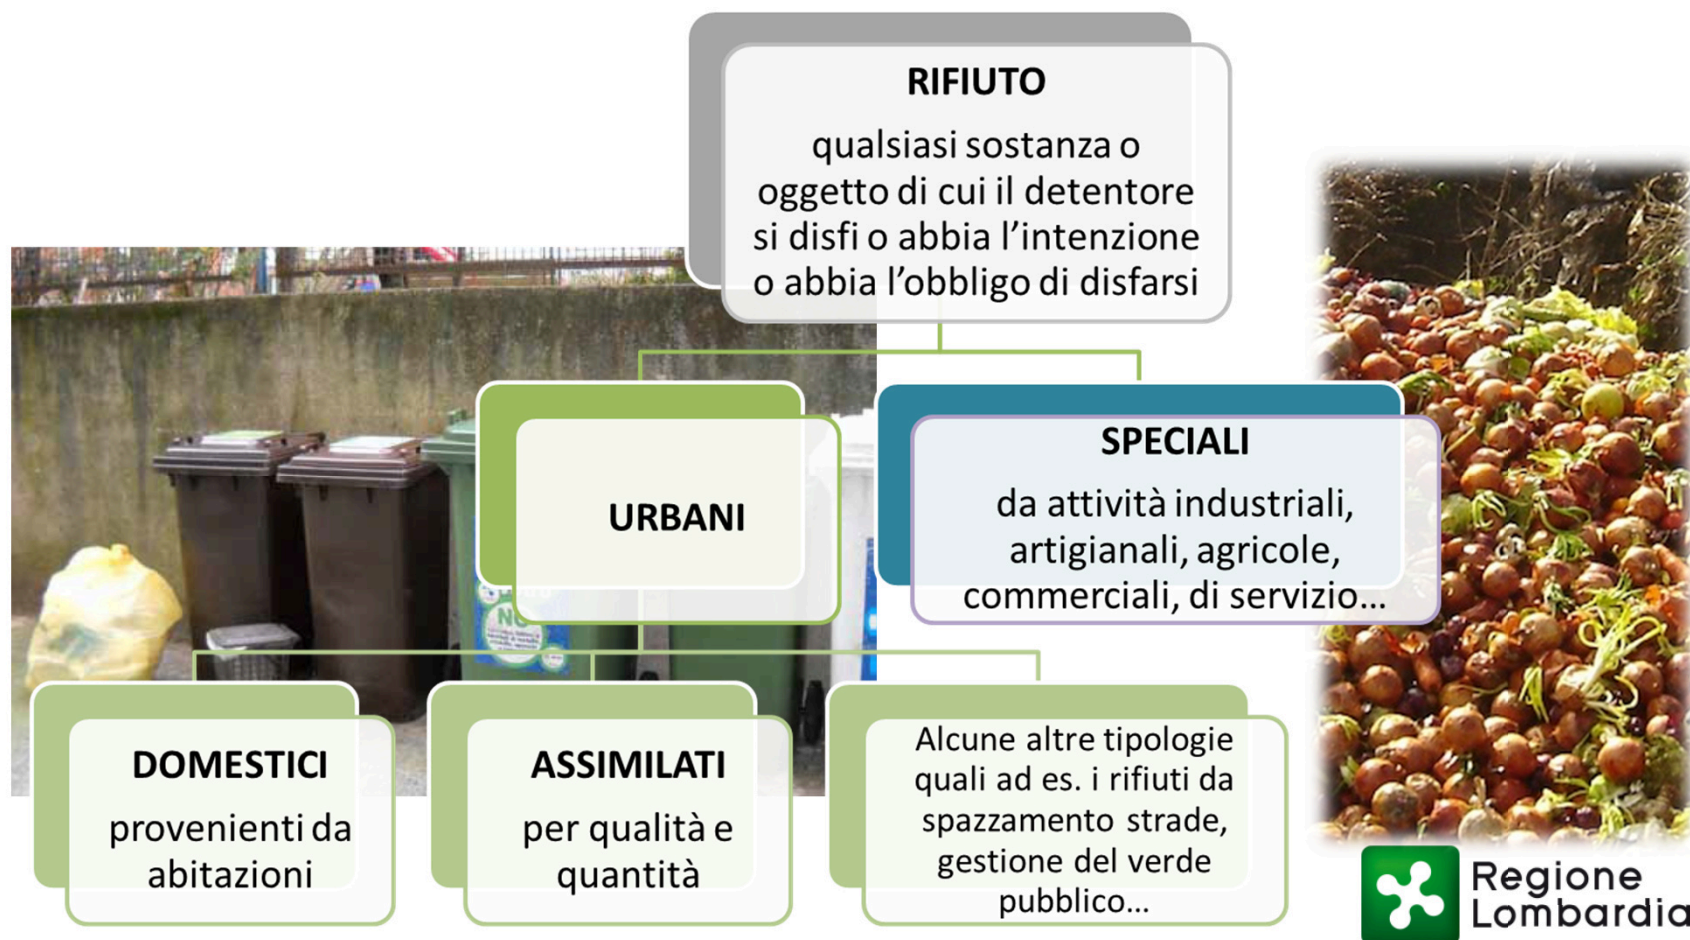 RIFIUTO
qualsiasi sostanza o
oggetto di cui il detentore
si disfi o abbia l’intenzione
o abbia l’obbligo di disfarsi
URBANI
SPECIALI
da attività industriali,
artigianali, agricole,
commerciali, di servizio...
NO
DOMESTICI
provenienti da
abitazioni
ASSIMILATI
per qualità e
quantità
Alcune altre tipologie
quali ad es. i rifiuti da
spazzamento strade,
gestione del verde
pubblico...
Regione
Lombardia